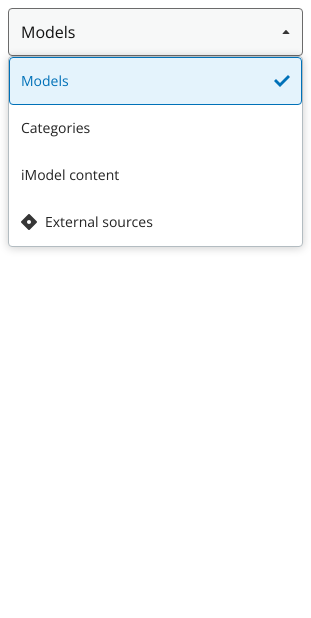 Models
Models
Categories
iModel content
External sources